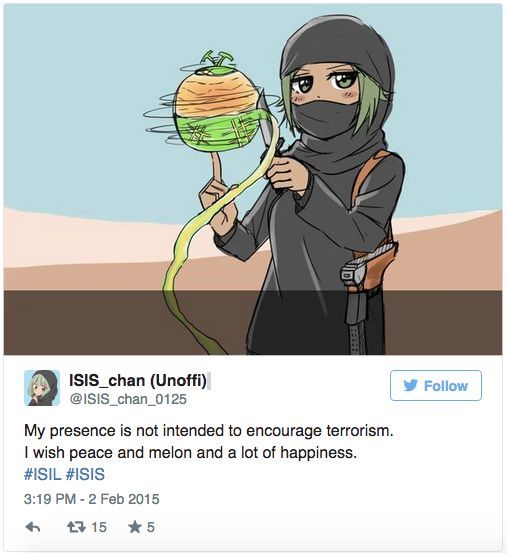 ISIS_chan (Unoffi)
@ISIS_chan_0125
Follow
My presence is not intended to encourage terrorism.
I wish peace and melon and a lot of happiness.
#ISIL #ISIS
3:19 PM - 2 Feb 2015
15 5